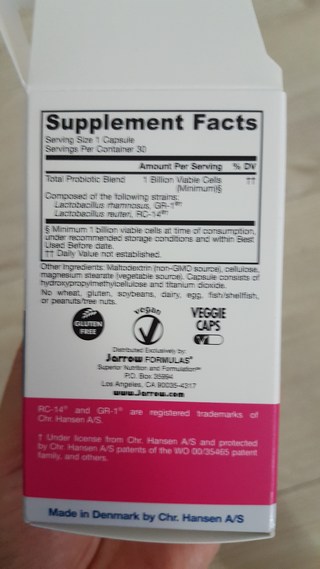 Supplement Facts
Serving Size 1 Capsule
Servings Per Container 30
Amount Per Serving % DV
Total Probiotic Blend 1 Billion Viable Cells ††
(Minimum)§
Composed of the following strains:
Lactobacillus rhamnosus, GR-1®†
Lactobacillus reuteri, RC-14®†
§ Minimum 1 billion viable cells at time of consumption,
under recommended storage conditions and within Best
Used Before date.
†† Daily Value not established.
Other Ingredients: Maltodextrin (non-GMO source), cellulose,
magnesium stearate (vegetable source). Capsule consists of
hydroxypropylmethylcellulose and titanium dioxide.
No wheat, gluten, soybeans, dairy, egg, fish/shellfish,
or peanuts/tree nuts.
GLUTEN
FREE
vegan
VEGGIE
CAPS
Distributed Exclusively by:
Jarrow FORMULAS®
Superior Nutrition and Formulation℠
P.O. Box 35994
Los Angeles, CA 90035-4317
www.Jarrow.com
RC-14® and GR-1® are registered trademarks of
Chr. Hansen A/S.
† Under license from Chr. Hansen A/S and protected
by Chr. Hansen A/S patents of the WO 00/35465 patent
family, and others.
Made in Denmark by Chr. Hansen A/S